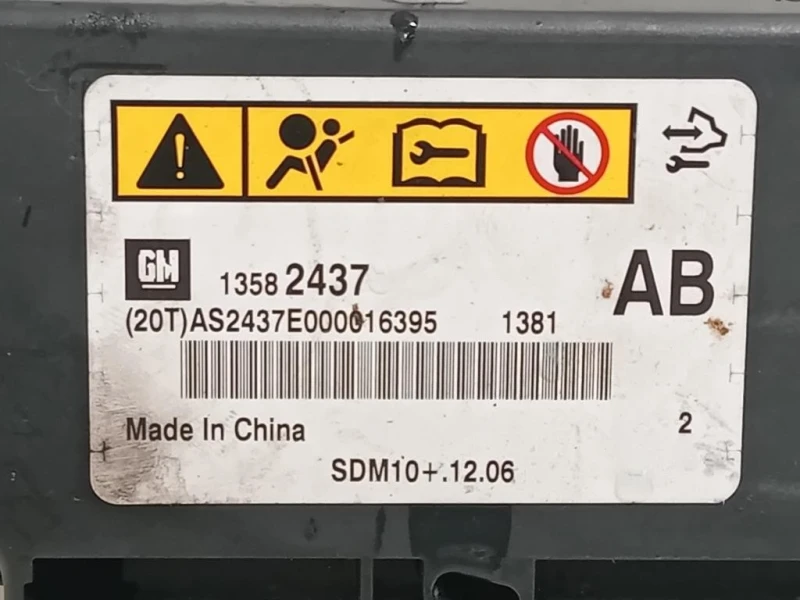 GM 1358 2437 AB
(20T)AS2437E000016395 1381
Made In China 2
SDM10+.12.06